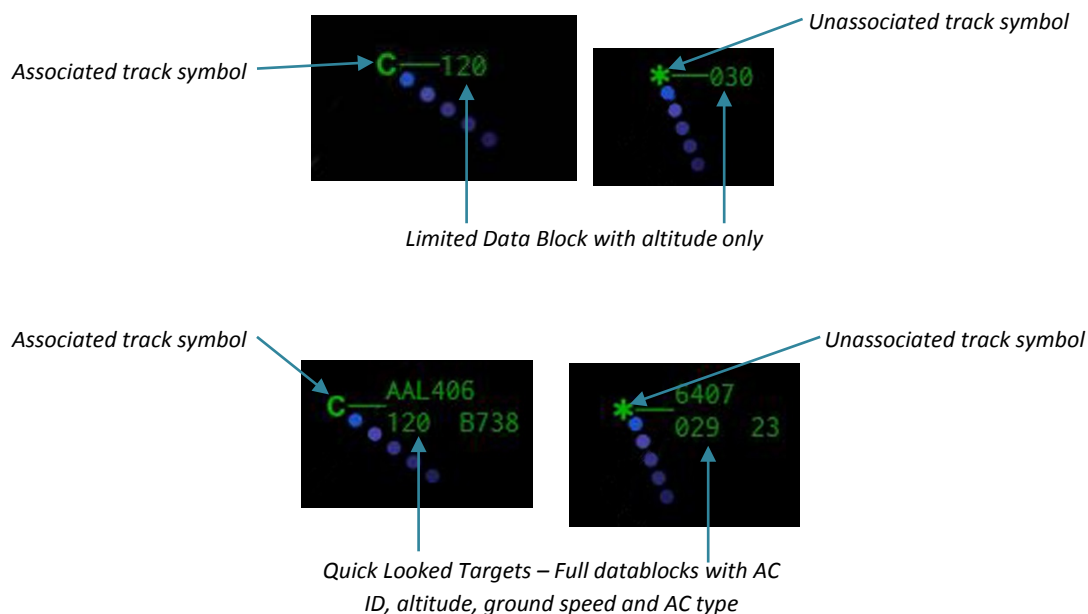 Unassociated track symbol
Associated track symbol
C 120
* 030
Limited Data Block with altitude only
Associated track symbol
Unassociated track symbol
AAL406
C
120 B738
6407
*
029 23
Quick Looked Targets – Full datablocks with AC
ID, altitude, ground speed and AC type